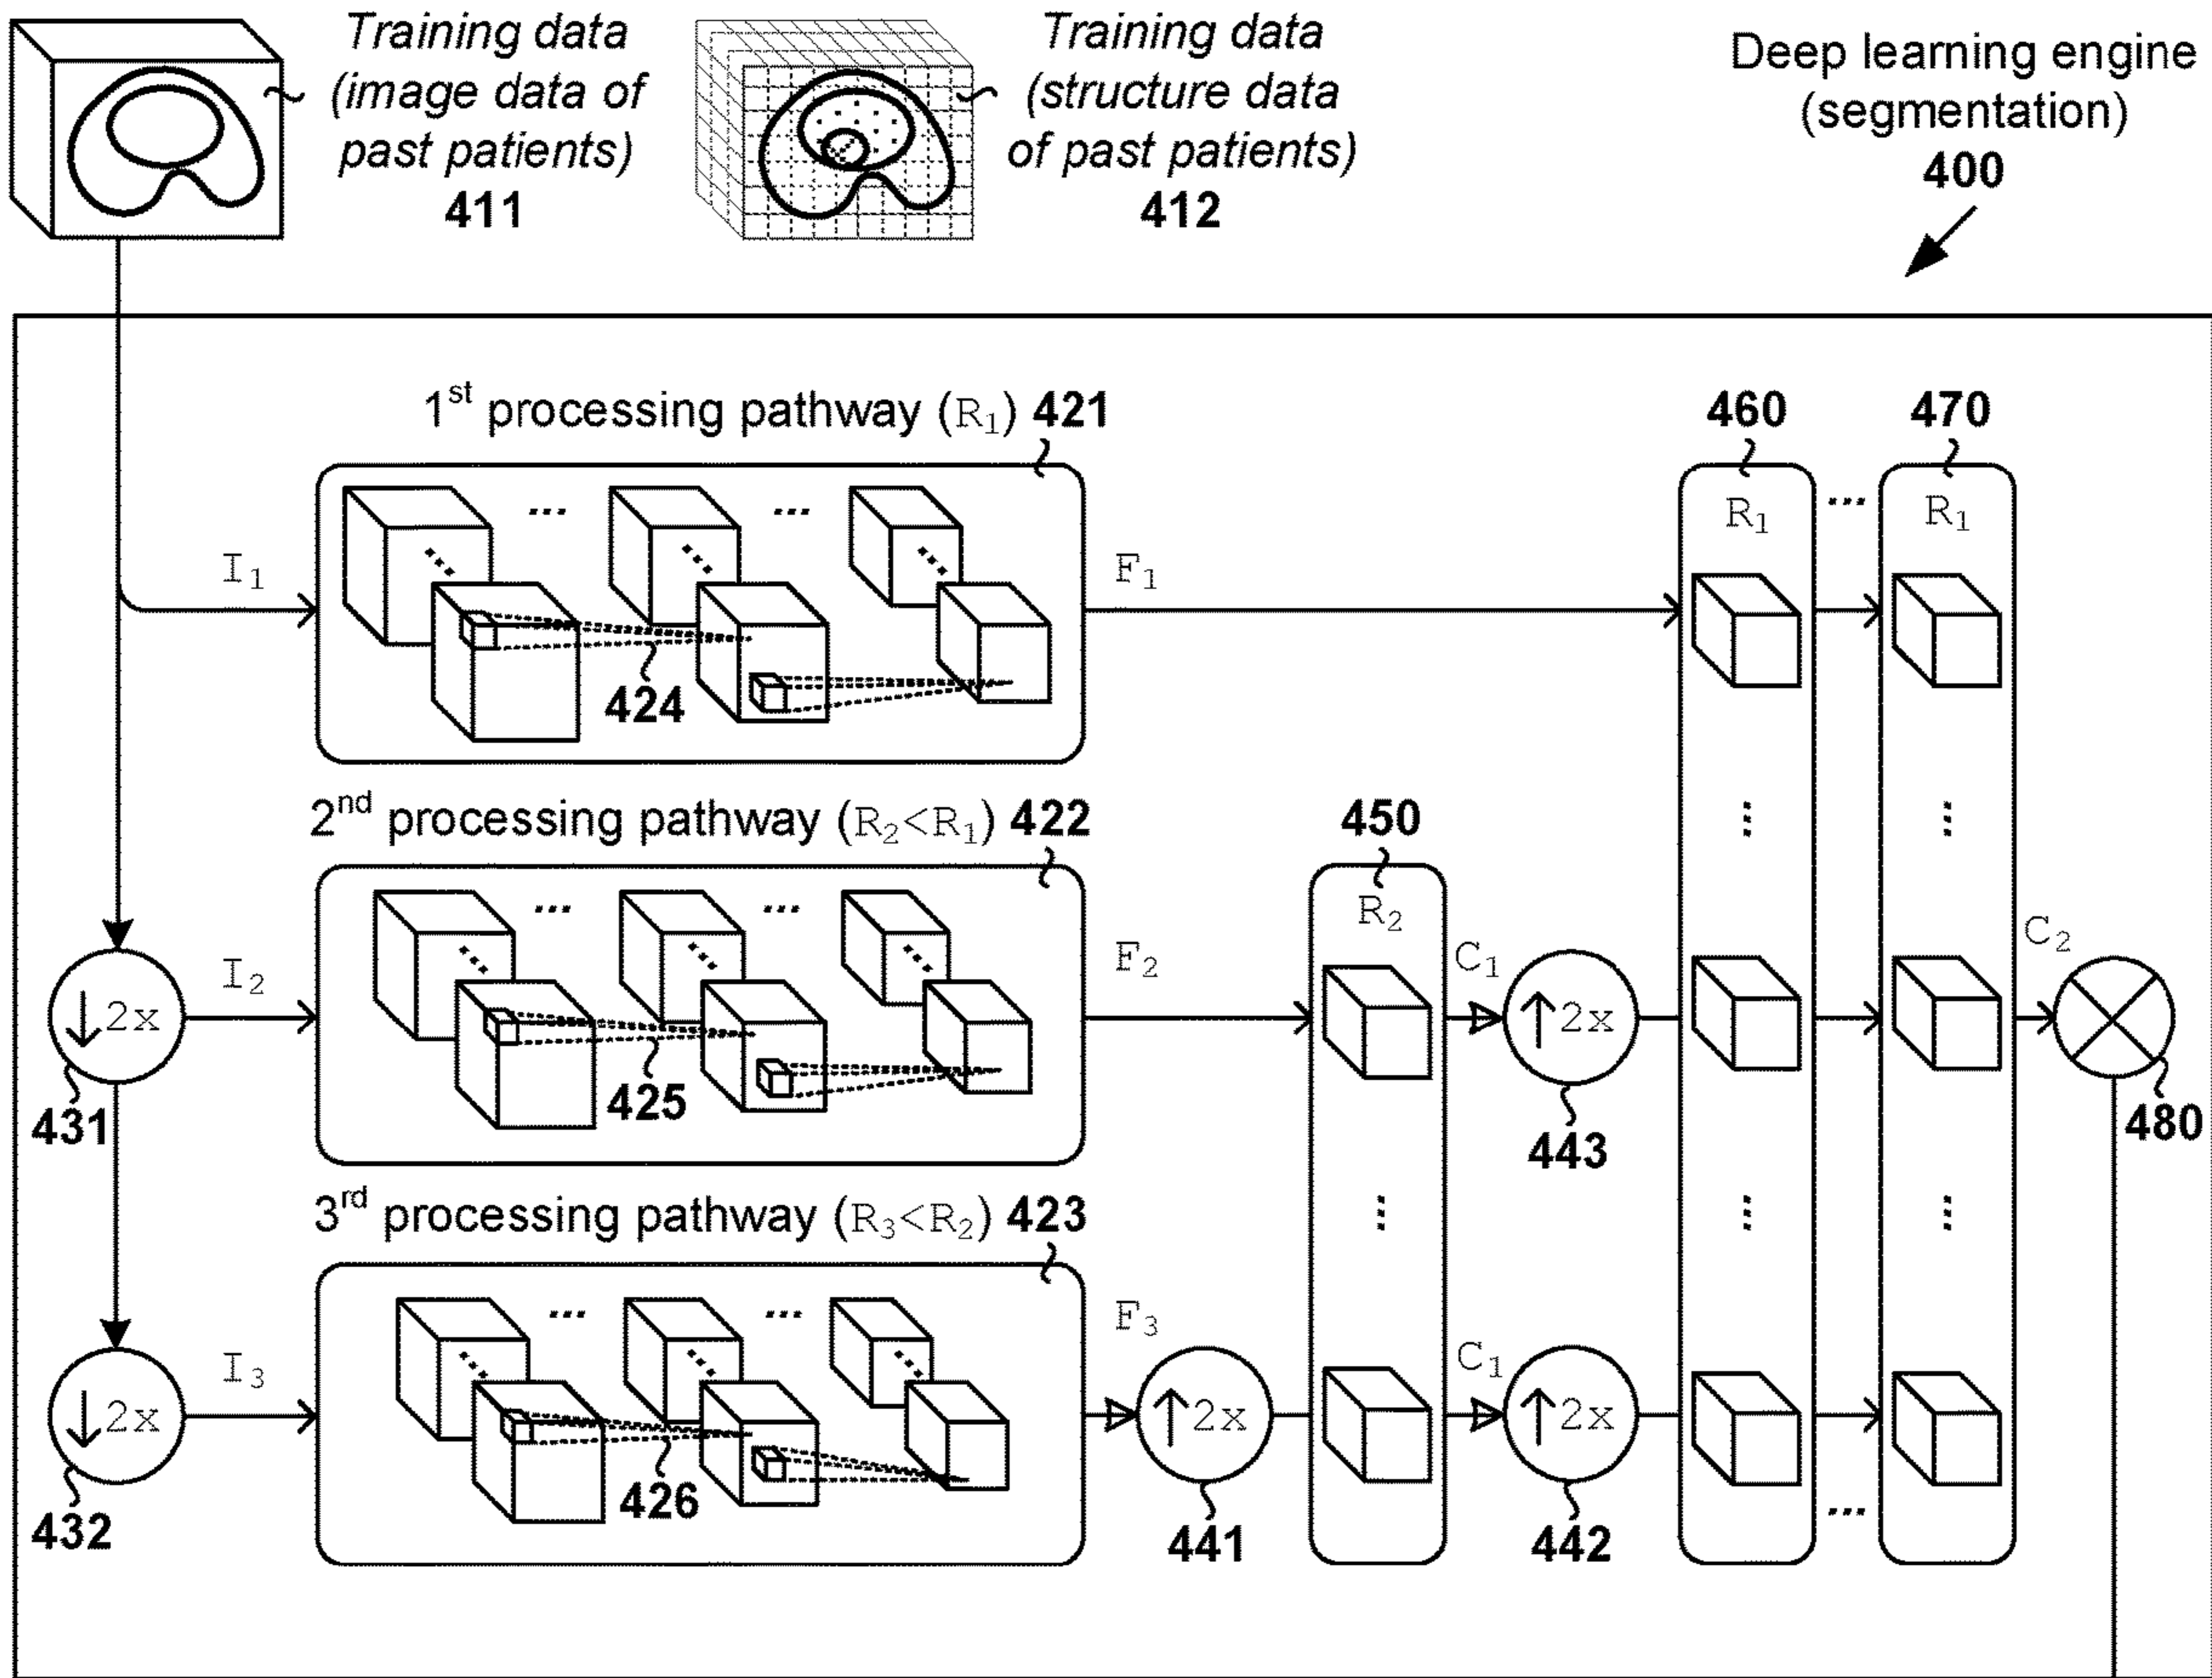 Training data
(image data of
past patients)
411
Training data
(structure data
of past patients)
412
Deep learning engine
(segmentation)
400
1st processing pathway (R1) 421
460
470
R1
...
R1
...
...
I1
F1
424
2nd processing pathway (R2<R1) 422
450
...
...
R2
...
...
I2
F2
C1
C2
↓2x
↑2x
431
425
443
480
3rd processing pathway (R3<R2) 423
...
...
...
...
...
I3
F3
C1
↓2x
↑2x
↑2x
426
432
441
442
...